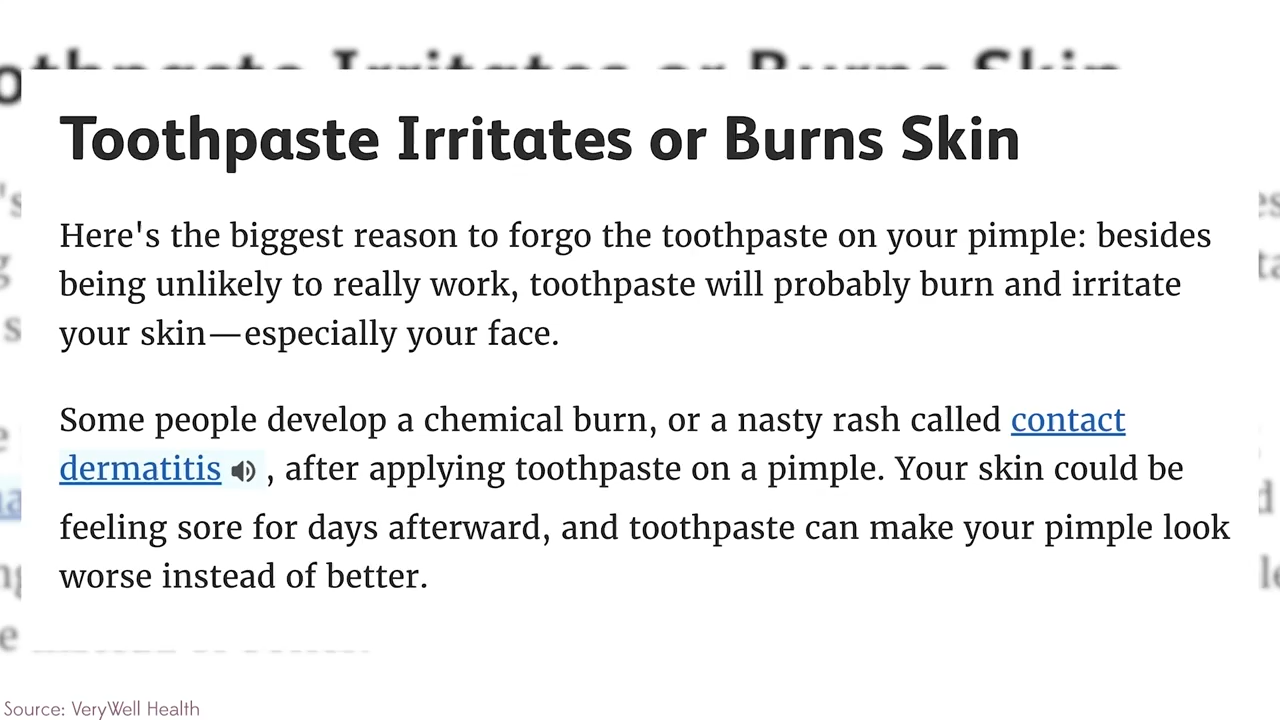 Toothpaste Irritates or Burns Skin
Here's the biggest reason to forgo the toothpaste on your pimple: besides
being unlikely to really work, toothpaste will probably burn and irritate
your skin—especially your face.
Some people develop a chemical burn, or a nasty rash called contact
dermatitis , after applying toothpaste on a pimple. Your skin could be
feeling sore for days afterward, and toothpaste can make your pimple look
worse instead of better.
Source: VeryWell Health